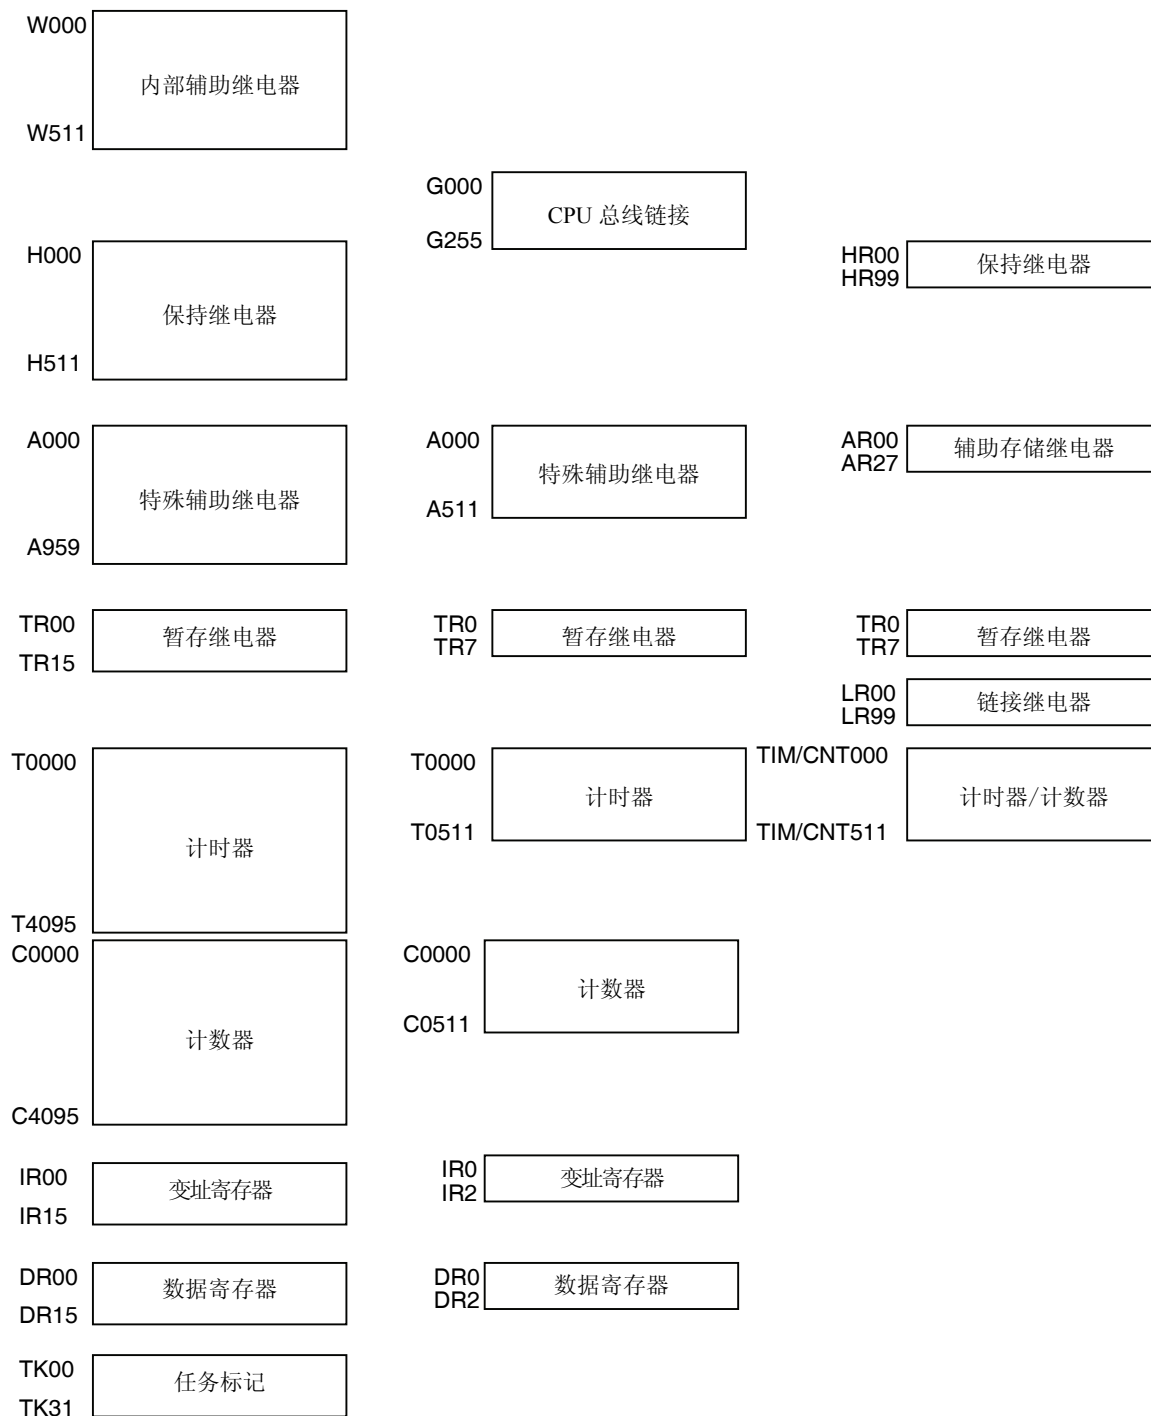 W000
内部辅助继电器
W511
G000
CPU 总线链接
G255
H000
保持继电器
H511
HR00
保持继电器
HR99
A000
特殊辅助继电器
A959
A000
特殊辅助继电器
A511
AR00
辅助存储继电器
AR27
TR00
暂存继电器
TR15
TR0
暂存继电器
TR7
TR0
暂存继电器
TR7
LR00
链接继电器
LR99
T0000
计时器
T4095
T0000
计时器
T0511
TIM/CNT000
计时器/计数器
TIM/CNT511
C0000
计数器
C4095
C0000
计数器
C0511
IR00
变址寄存器
IR15
IR0
变址寄存器
IR2
DR00
数据寄存器
DR15
DR0
数据寄存器
DR2
TK00
任务标记
TK31